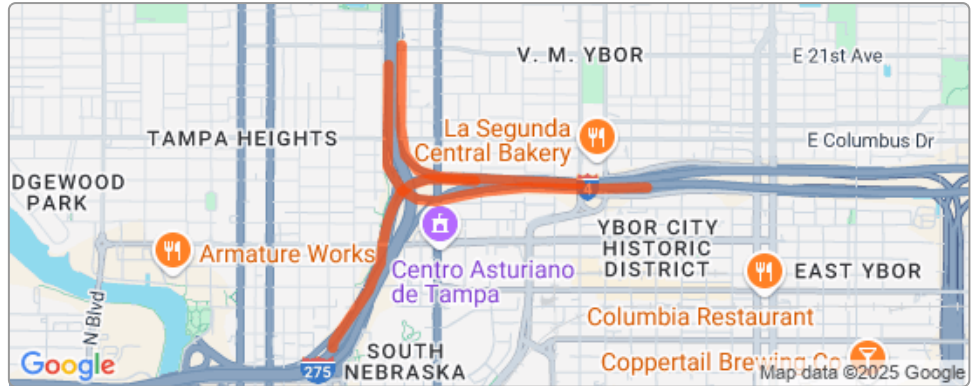 V. M. YBOR
E 21st Ave
TAMPA HEIGHTS
La Segunda
Central Bakery
E Columbus Dr
DGEWOOD
PARK
4
YBOR CITY
HISTORIC
DISTRICT
Armature Works
Centro Asturiano
de Tampa
EAST YBOR
N Blvd
Columbia Restaurant
SOUTH
NEBRASKA
275
Coppertail Brewing Co
Google
Map data ©2025 Google